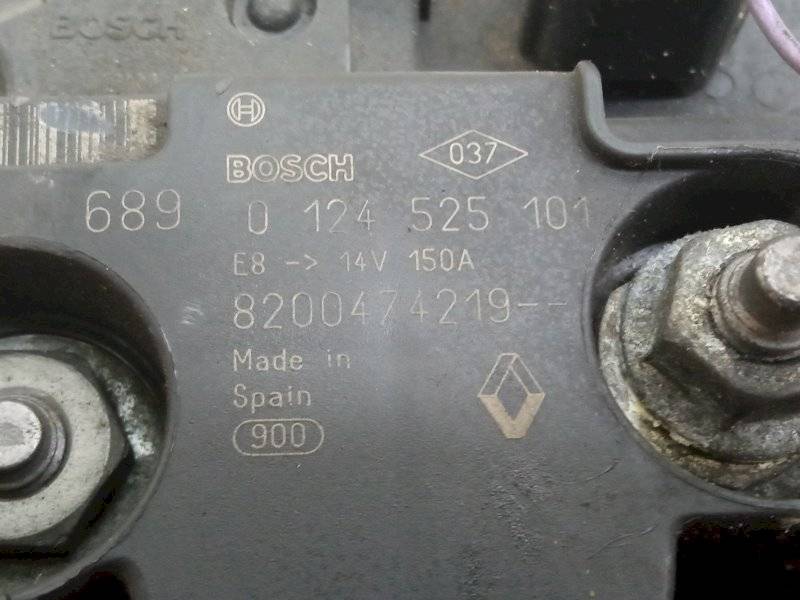 BOSCH
BOSCH
037
689 0 124 525 101
E8 -> 14V 150A
8200474219--
Made in
Spain
900